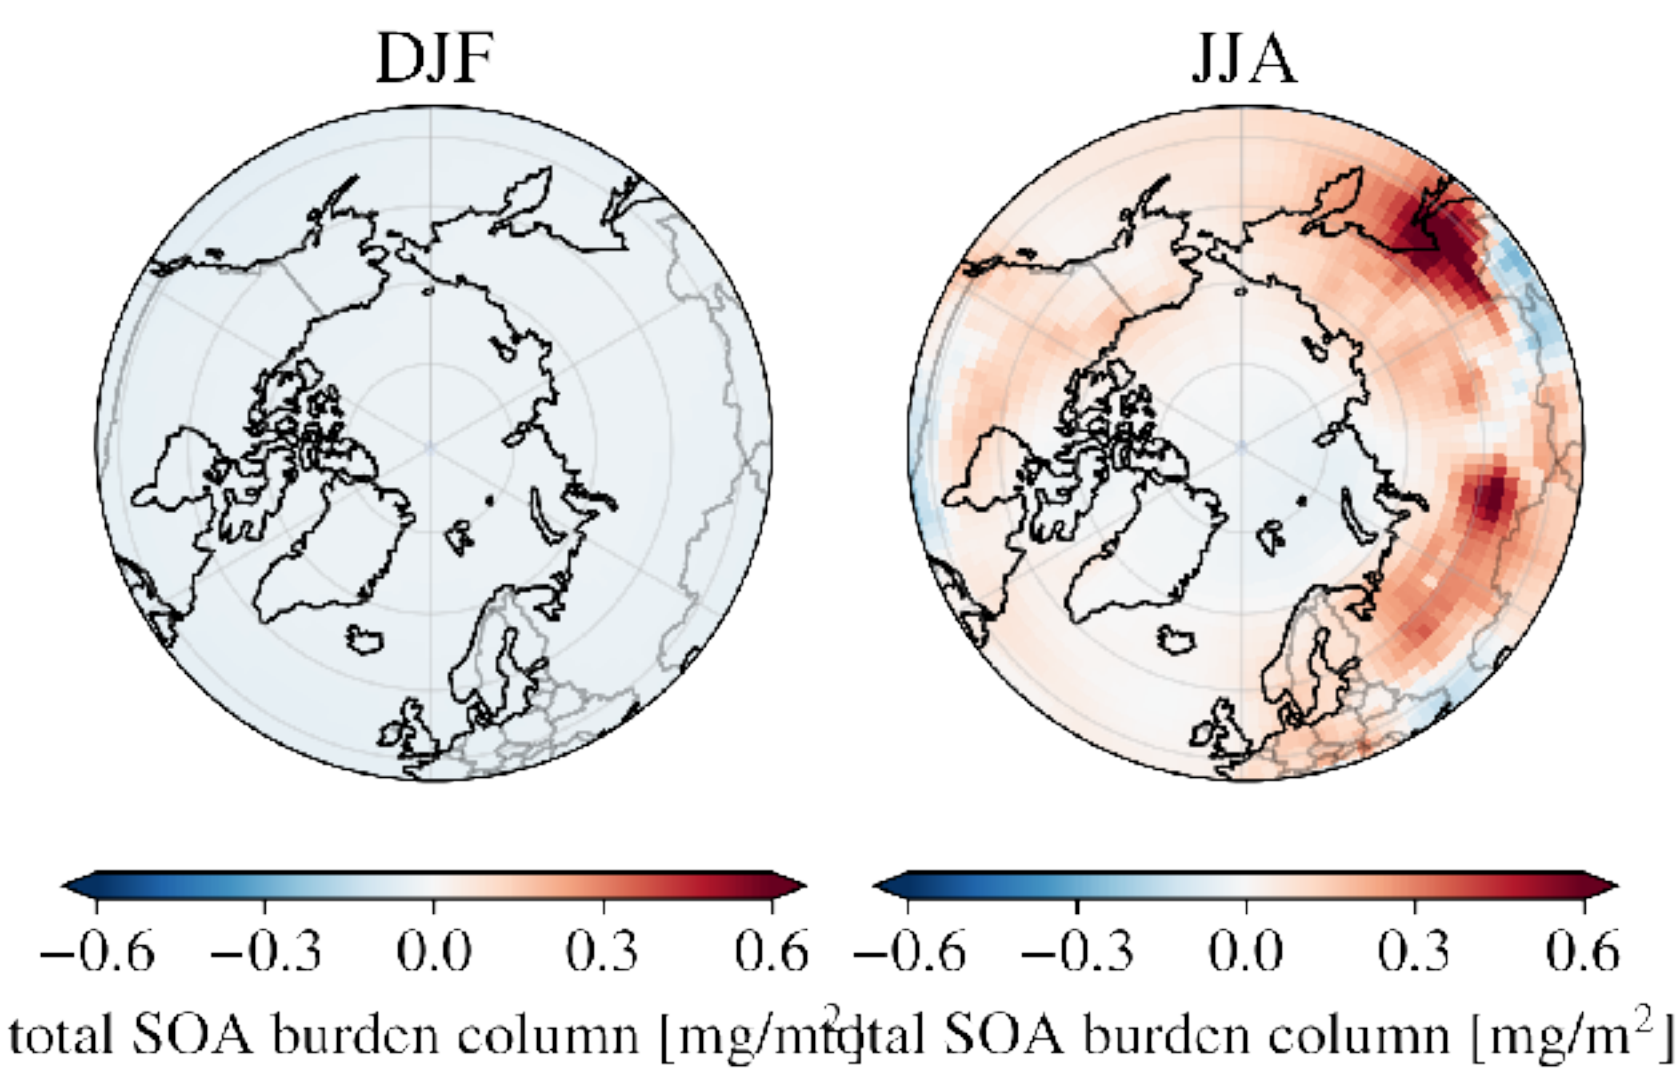 DJF JJA
−0.6 −0.3 0.0 0.3 0.6 −0.6 −0.3 0.0 0.3 0.6
total SOA burden column [mg/m²] total SOA burden column [mg/m²]